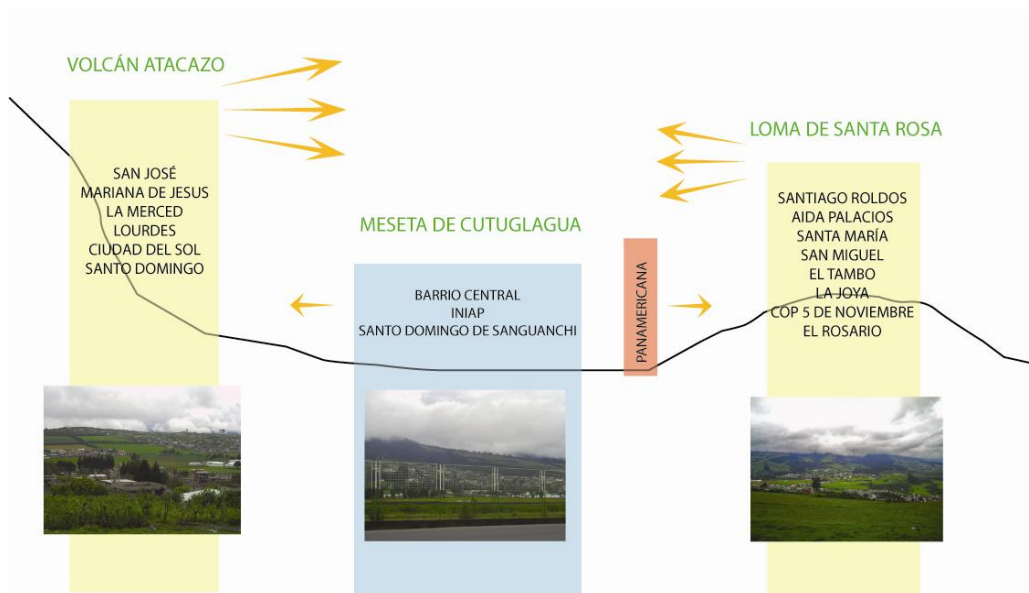 VOLCÁN ATACAZO
SAN JOSÉ
MARIANA DE JESUS
LA MERCED
LOURDES
CIUDAD DEL SOL
SANTO DOMINGO
MESETA DE CUTUGLAGUA
BARRIO CENTRAL
INIAP
SANTO DOMINGO DE SANGUANCHI
PANAMERICANA
LOMA DE SANTA ROSA
SANTIAGO ROLDOS
AIDA PALACIOS
SANTA MARÍA
SAN MIGUEL
EL TAMBO
LA JOYA
COP 5 DE NOVIEMBRE
EL ROSARIO